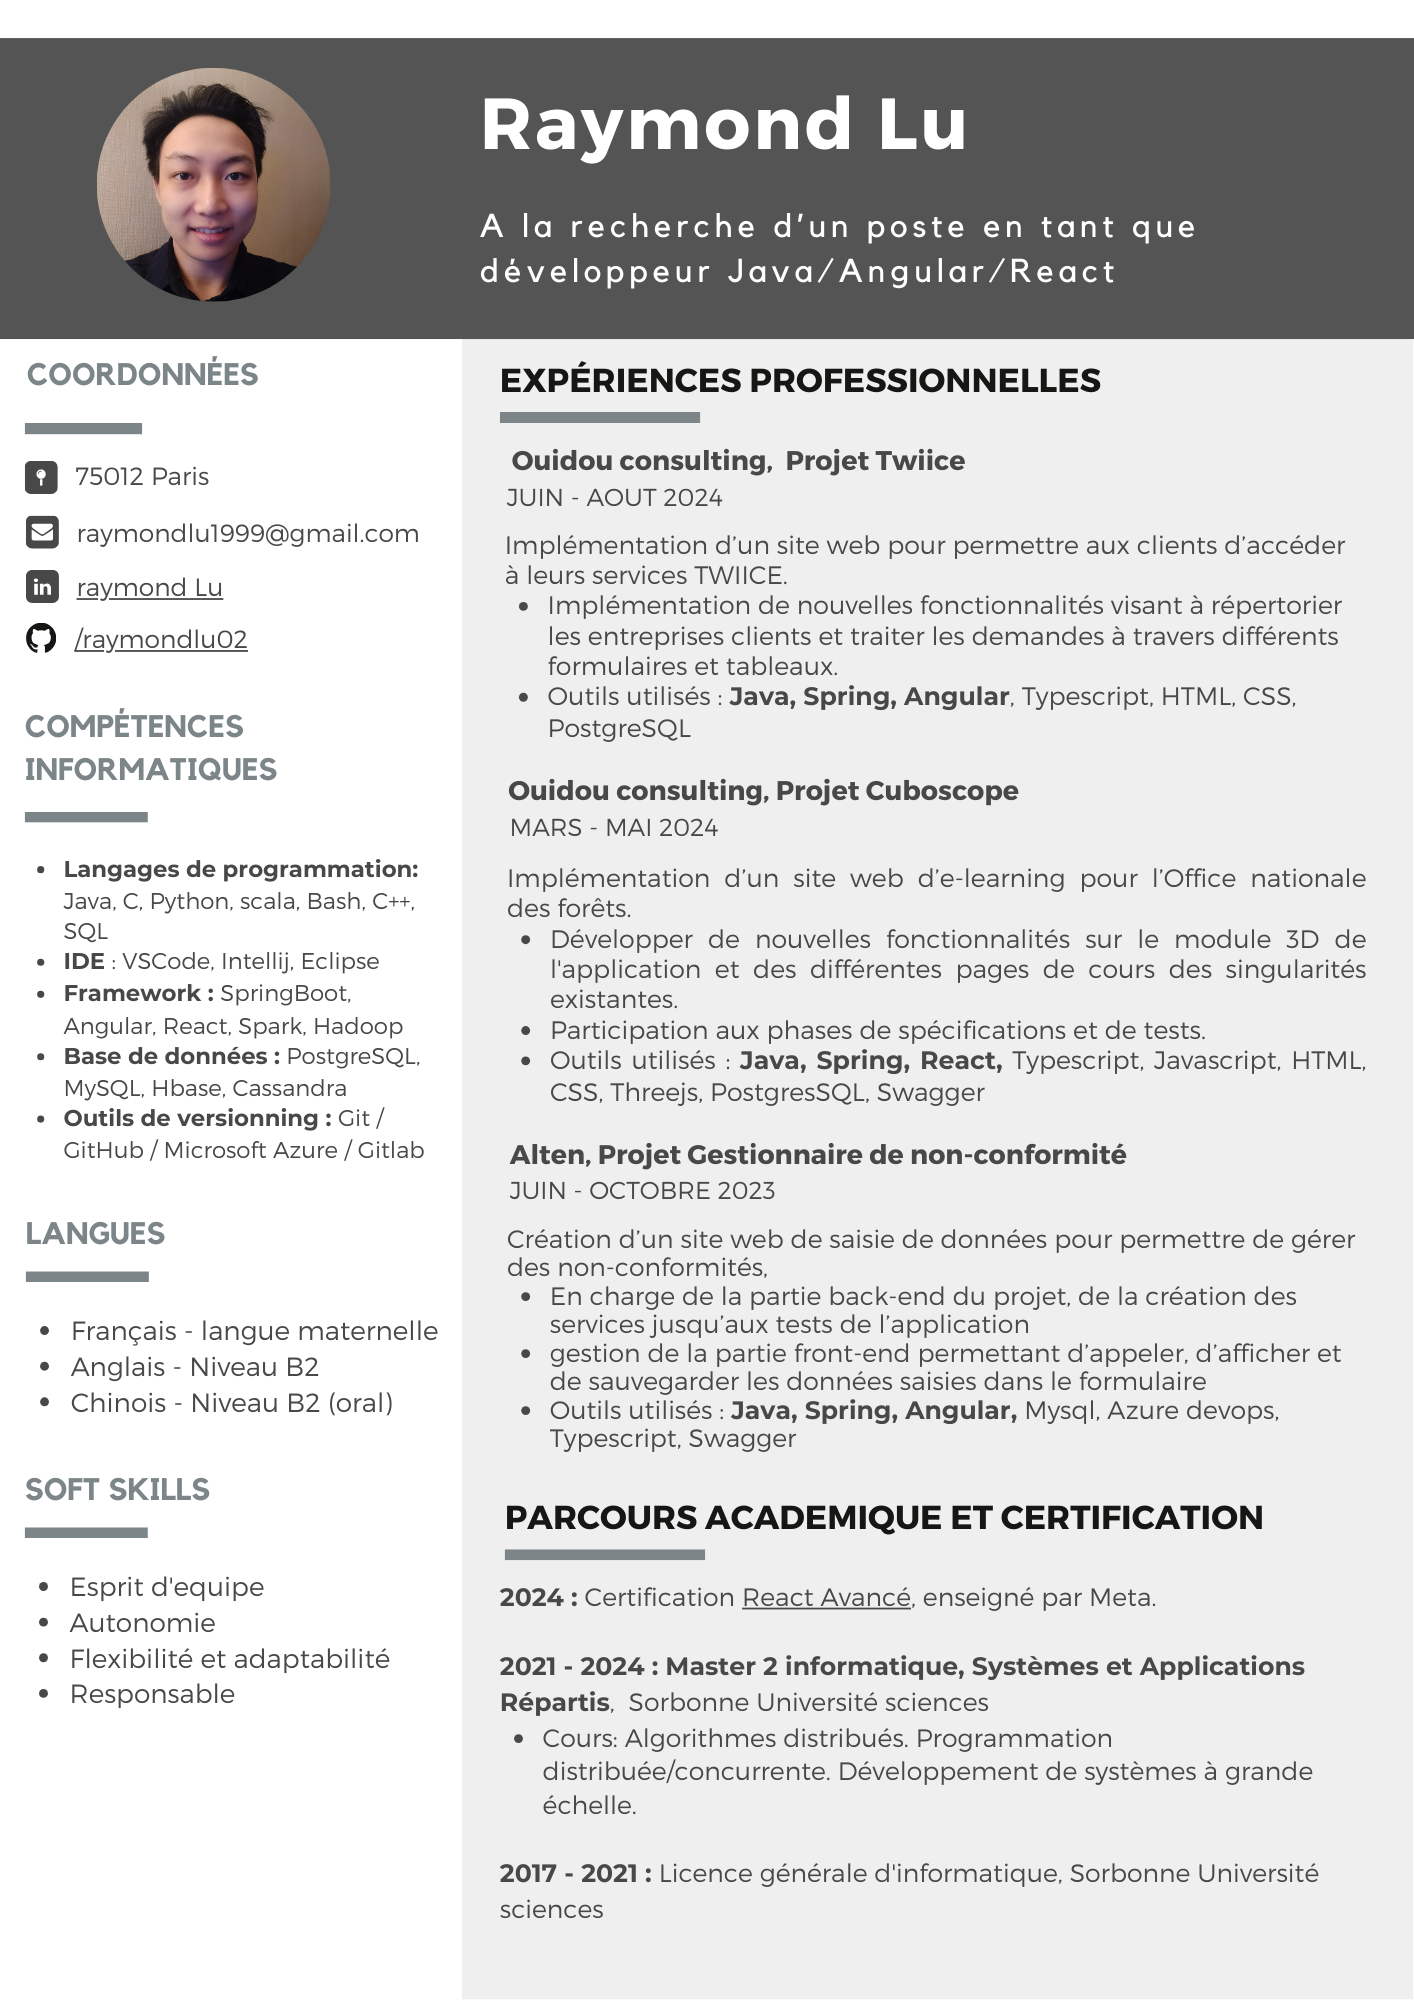 Raymond Lu
A la recherche d'un poste en tant que
développeur Java/Angular/React
COORDONNÉES
75012 Paris
raymondlu1999@gmail.com
in
raymond Lu
/raymondlu02
COMPÉTENCES
INFORMATIQUES
• Langages de programmation:
Java, C, Python, scala, Bash, C++,
SQL
• IDE : VSCode, Intellij, Eclipse
• Framework : SpringBoot,
Angular, React, Spark, Hadoop
• Base de données : PostgreSQL,
MySQL, Hbase, Cassandra
• Outils de versionning : Git /
GitHub / Microsoft Azure / Gitlab
LANGUES
• Français - langue maternelle
• Anglais - Niveau B2
• Chinois - Niveau B2 (oral)
SOFT SKILLS
• Esprit d'equipe
• Autonomie
• Flexibilité et adaptabilité
• Responsable
EXPÉRIENCES PROFESSIONNELLES
Ouidou consulting, Projet Twiice
JUIN - AOUT 2024
Implémentation d'un site web pour permettre aux clients d'accéder
à leurs services TWIICE.
• Implémentation de nouvelles fonctionnalités visant à répertorier
les entreprises clients et traiter les demandes à travers différents
formulaires et tableaux.
• Outils utilisés : Java, Spring, Angular, Typescript, HTML, CSS,
PostgreSQL
Ouidou consulting, Projet Cuboscope
MARS - MAI 2024
Implémentation d'un site web d'e-learning pour l'Office nationale
des forêts.
• Développer de nouvelles fonctionnalités sur le module 3D de
l'application et des différentes pages de cours des singularités
existantes.
• Participation aux phases de spécifications et de tests.
• Outils utilisés : Java, Spring, React, Typescript, Javascript, HTML,
CSS, Threejs, PostgresSQL, Swagger
Alten, Projet Gestionnaire de non-conformité
JUIN - OCTOBRE 2023
Création d'un site web de saisie de données pour permettre de gérer
des non-conformités,
• En charge de la partie back-end du projet, de la création des
services jusqu'aux tests de l'application
• gestion de la partie front-end permettant d'appeler, d'afficher et
de sauvegarder les données saisies dans le formulaire
• Outils utilisés : Java, Spring, Angular, Mysql, Azure devops,
Typescript, Swagger
PARCOURS ACADEMIQUE ET CERTIFICATION
2024 : Certification React Avancé, enseigné par Meta.
2021 - 2024 : Master 2 informatique, Systèmes et Applications
Répartis, Sorbonne Université sciences
• Cours: Algorithmes distribués. Programmation
distribuée/concurrente. Développement de systèmes à grande
échelle.
2017 - 2021 : Licence générale d'informatique, Sorbonne Université
sciences